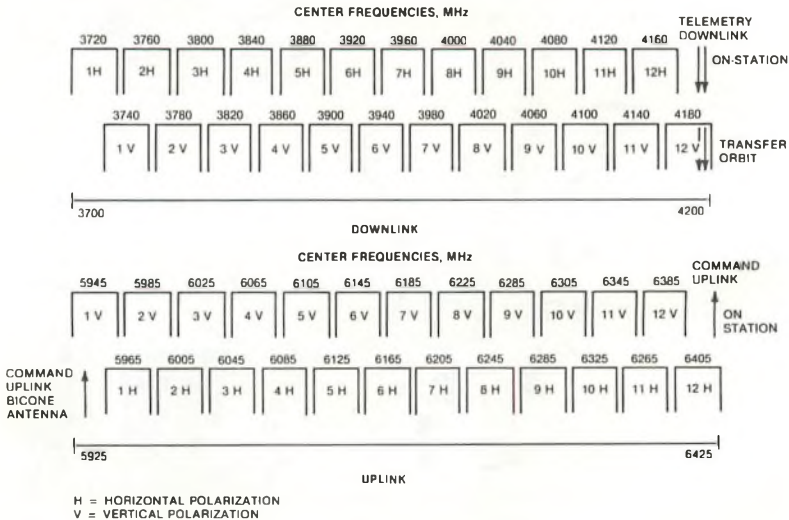 CENTER FREQUENCIES, MHz
3720 3760 3800 3840 3880 3920 3960 4000 4040 4080 4120 4160
TELEMETRY
DOWNLINK
1H 2H 3H 4H 5H 6H 7H 8H 9H 10H 11H 12H
ON-STATION
3740 3780 3820 3860 3900 3940 3980 4020 4060 4100 4140 4180
1 V 2 V 3 V 4 V 5 V 6 V 7 V 8 V 9 V 10 V 11 V 12 V
TRANSFER
ORBIT
3700 4200
DOWNLINK
CENTER FREQUENCIES, MHz
COMMAND
UPLINK
5945 5985 6025 6065 6105 6145 6185 6225 6285 6305 6345 6385
1 V 2 V 3 V 4 V 5 V 6 V 7 V 8 V 9 V 10 V 11 V 12 V
ON
STATION
5965 6005 6045 6085 6125 6165 6205 6245 6285 6325 6265 6405
COMMAND
UPLINK
BICONE
ANTENNA
1 H 2 H 3 H 4 H 5 H 6 H 7 H 8 H 9 H 10 H 11 H 12 H
5925 6425
UPLINK
H = HORIZONTAL POLARIZATION
V = VERTICAL POLARIZATION